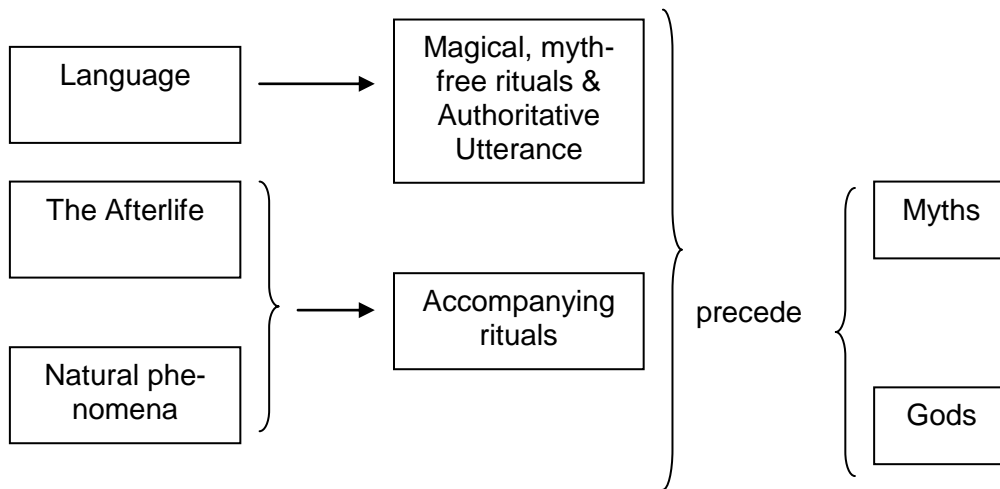 Language
Magical, myth-
free rituals &
Authoritative
Utterance
The Afterlife
Natural phe-
nomena
Accompanying
rituals
precede
Myths
Gods